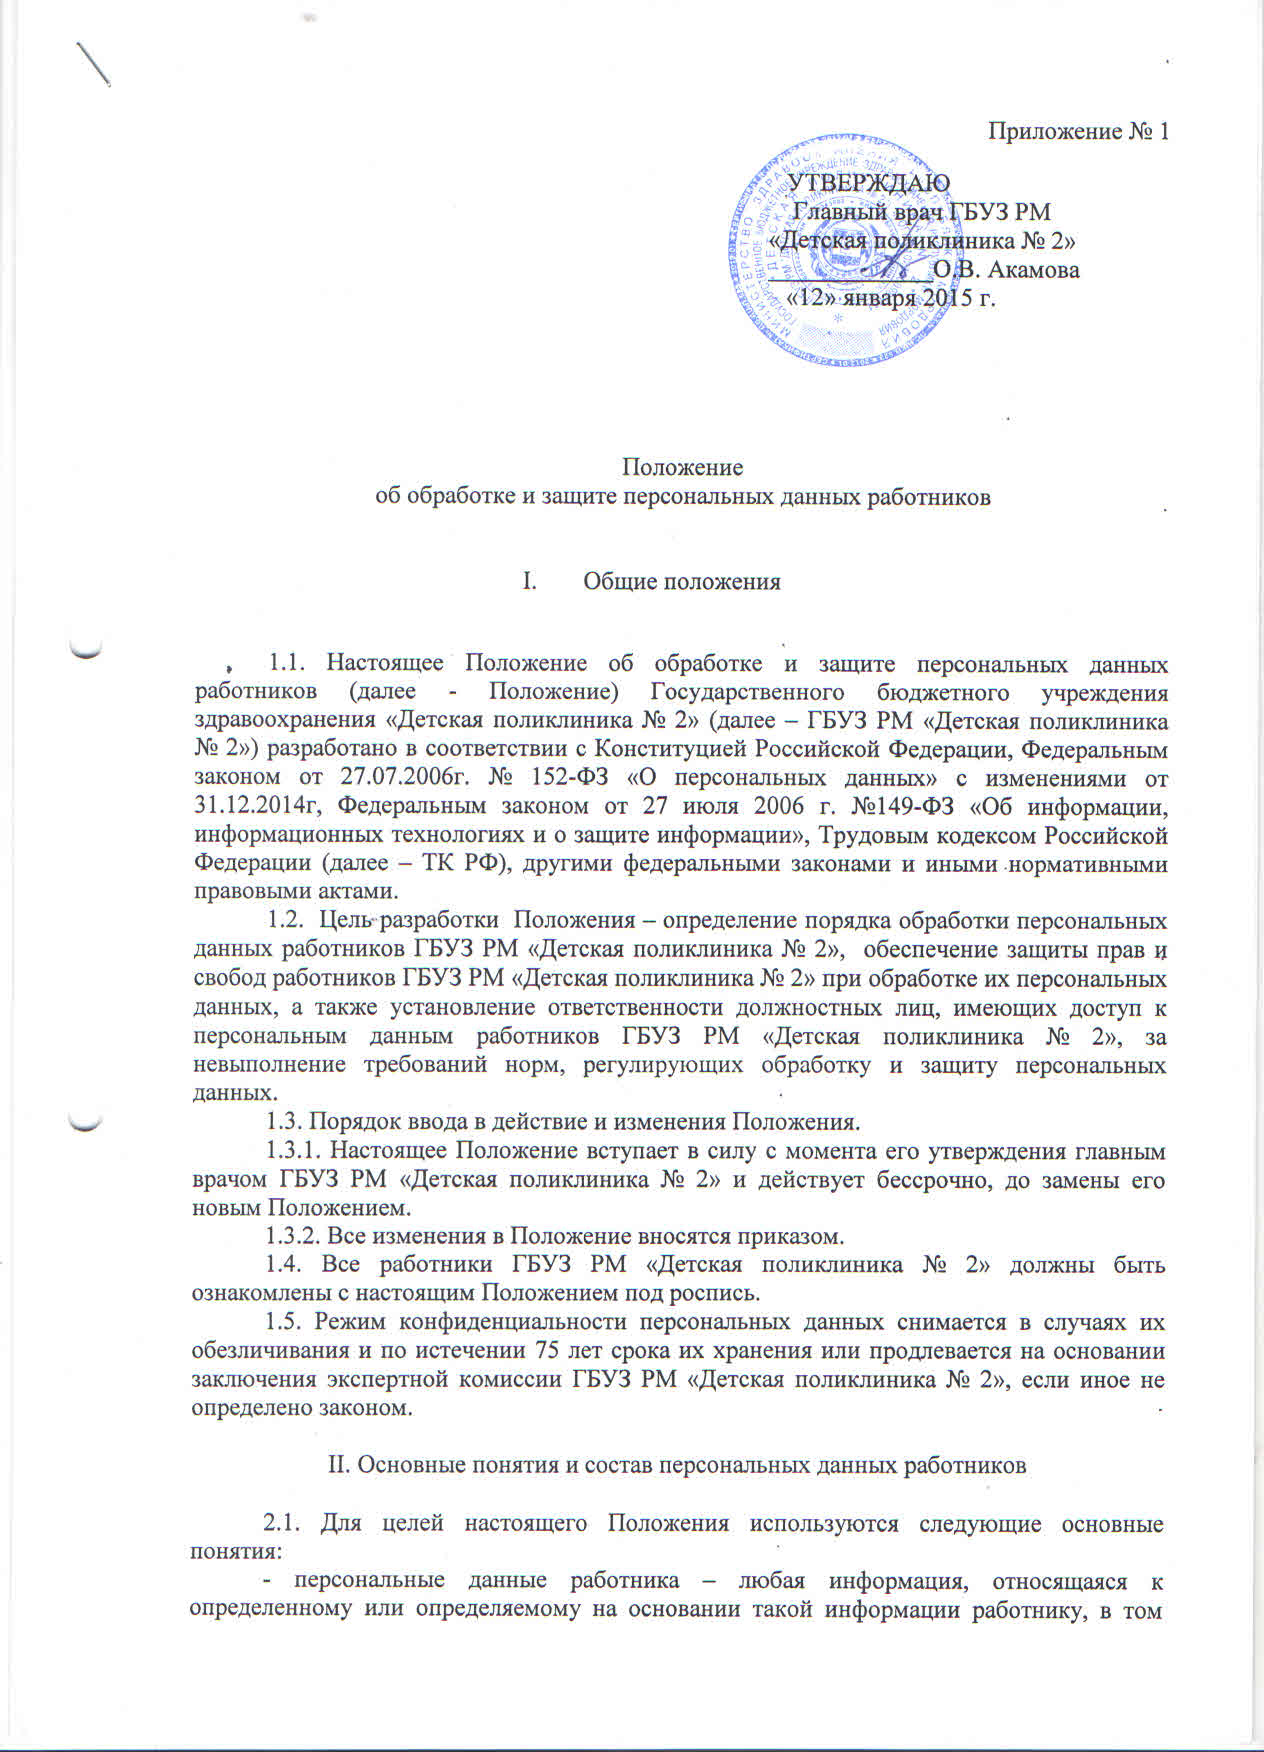 Приложение № 1
УТВЕРЖДАЮ
Главный врач ГБУЗ РМ
«Детская поликлиника № 2»
О.В. Акамова
«12» января 2015 г.
Положение
об обработке и защите персональных данных работников
I. Общие положения
1.1. Настоящее Положение об обработке и защите персональных данных
работников (далее - Положение) Государственного бюджетного учреждения
здравоохранения «Детская поликлиника № 2» (далее – ГБУЗ РМ «Детская поликлиника
№ 2») разработано в соответствии с Конституцией Российской Федерации, Федеральным
законом от 27.07.2006г. № 152-ФЗ «О персональных данных» с изменениями от
31.12.2014г, Федеральным законом от 27 июля 2006 г. №149-ФЗ «Об информации,
информационных технологиях и о защите информации», Трудовым кодексом Российской
Федерации (далее – ТК РФ), другими федеральными законами и иными нормативными
правовыми актами.
1.2. Цель разработки Положения – определение порядка обработки персональных
данных работников ГБУЗ РМ «Детская поликлиника № 2», обеспечение защиты прав и
свобод работников ГБУЗ РМ «Детская поликлиника № 2» при обработке их персональных
данных, а также установление ответственности должностных лиц, имеющих доступ к
персональным данным работников ГБУЗ РМ «Детская поликлиника № 2», за
невыполнение требований норм, регулирующих обработку и защиту персональных
данных.
1.3. Порядок ввода в действие и изменения Положения.
1.3.1. Настоящее Положение вступает в силу с момента его утверждения главным
врачом ГБУЗ РМ «Детская поликлиника № 2» и действует бессрочно, до замены его
новым Положением.
1.3.2. Все изменения в Положение вносятся приказом.
1.4. Все работники ГБУЗ РМ «Детская поликлиника № 2» должны быть
ознакомлены с настоящим Положением под роспись.
1.5. Режим конфиденциальности персональных данных снимается в случаях их
обезличивания и по истечении 75 лет срока их хранения или продлевается на основании
заключения экспертной комиссии ГБУЗ РМ «Детская поликлиника № 2», если иное не
определено законом.
II. Основные понятия и состав персональных данных работников
2.1. Для целей настоящего Положения используются следующие основные
понятия:
- персональные данные работника – любая информация, относящаяся к
определенному или определяемому на основании такой информации работнику, в том